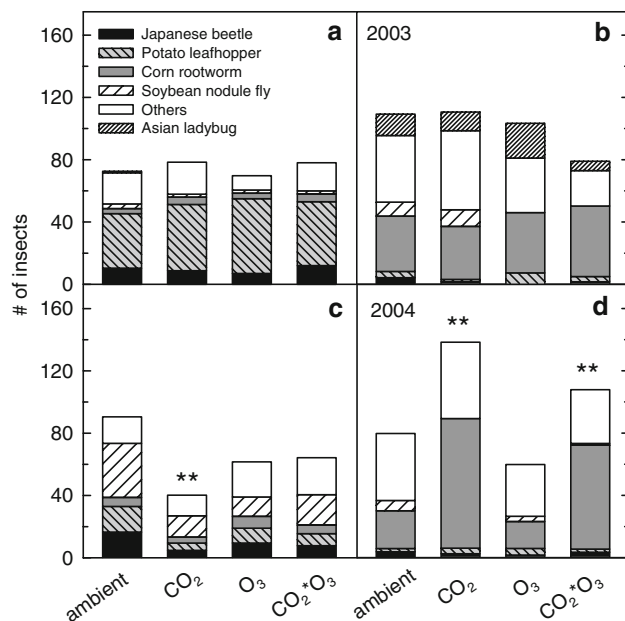 160
120
80
40
0
Japanese beetle
Potato leafhopper
Corn rootworm
Soybean nodule fly
Others
Asian ladybug
a
2003
b
# of insects
160
120
80
40
0
c
**
2004
d
**
**
ambient
CO₂
O₃
CO₂*O₃
ambient
CO₂
O₃
CO₂*O₃